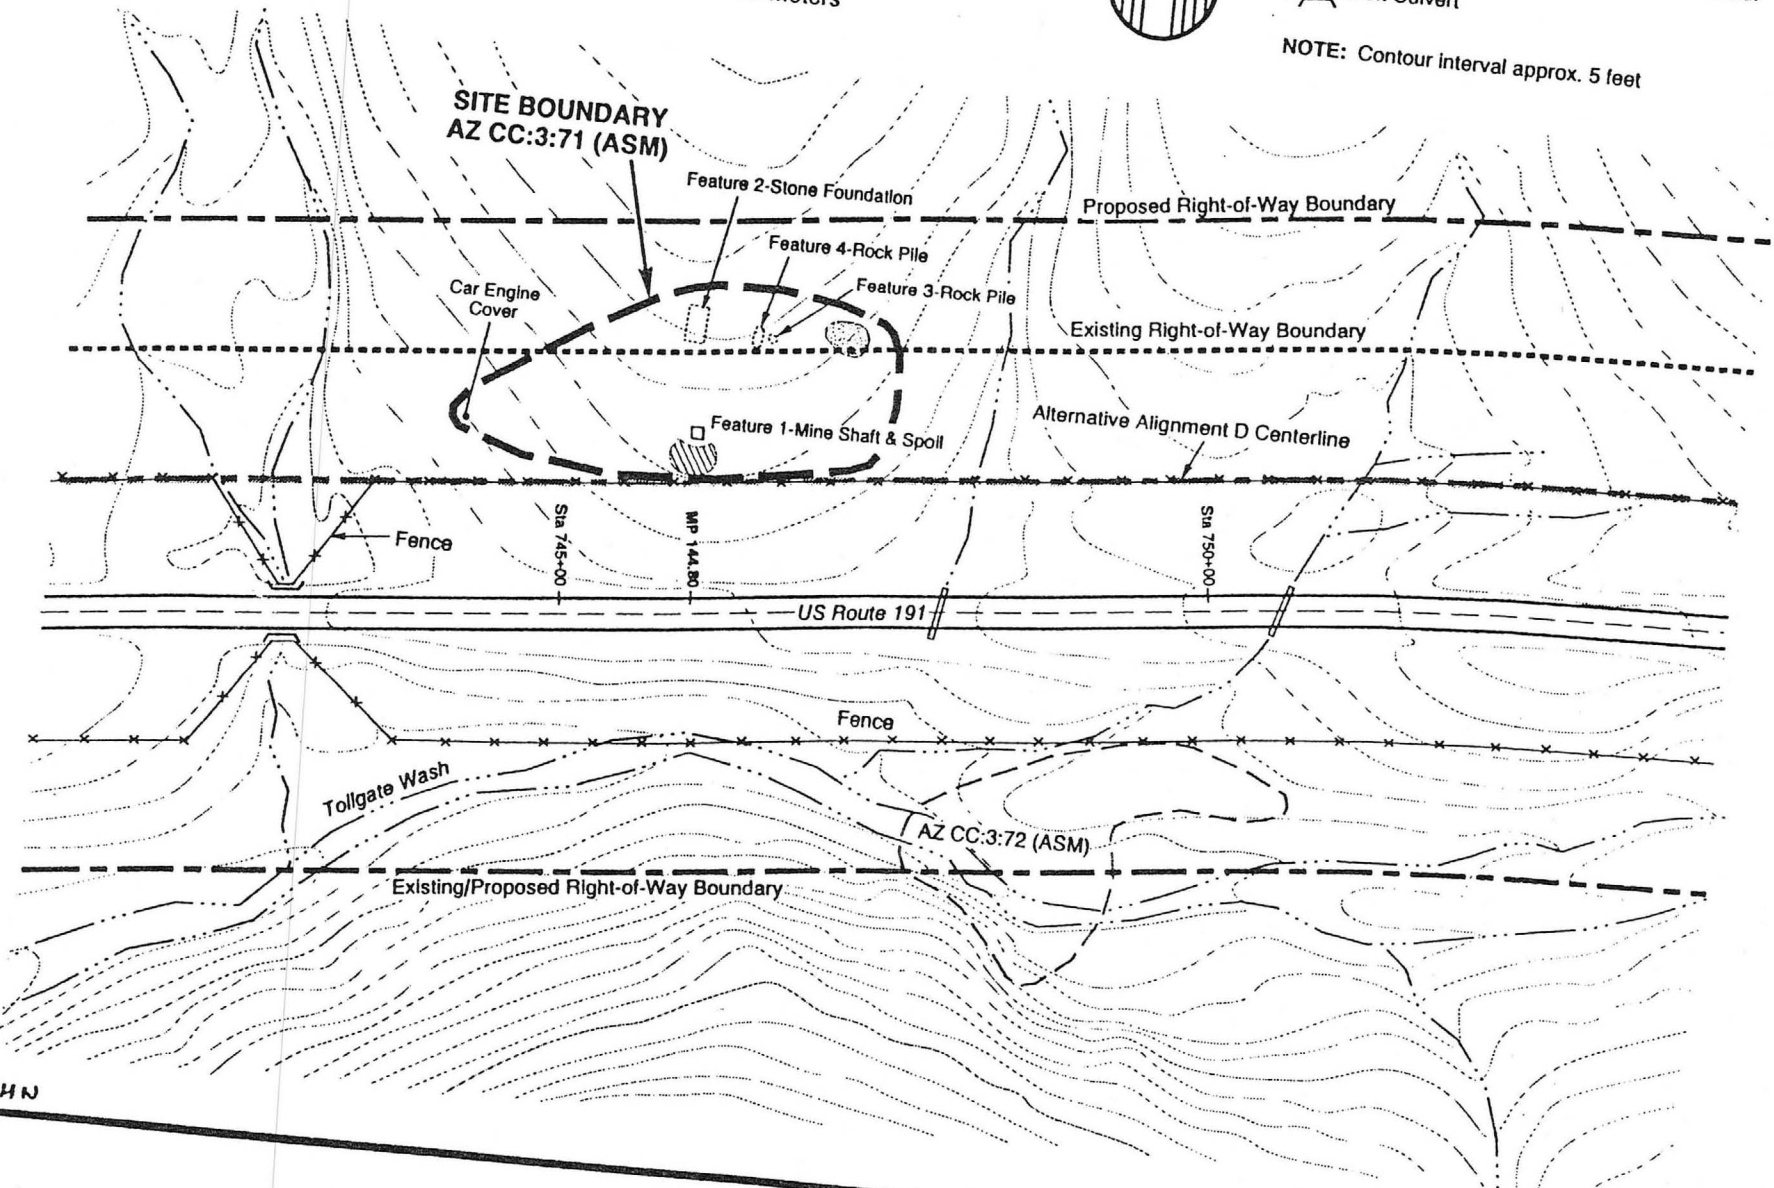 NOTE: Contour interval approx. 5 feet
SITE BOUNDARY
AZ CC:3:71 (ASM)
Feature 2-Stone Foundation
Proposed Right-of-Way Boundary
Feature 4-Rock Pile
Car Engine
Cover
Feature 3-Rock Pile
Existing Right-of-Way Boundary
Alternative Alignment D Centerline
Feature 1-Mine Shaft & Spoil
Fence
Sta 745+00
MP 144.80
Sta 750+00
US Route 191
Fence
Tollgate Wash
AZ CC:3:72 (ASM)
Existing/Proposed Right-of-Way Boundary
HN